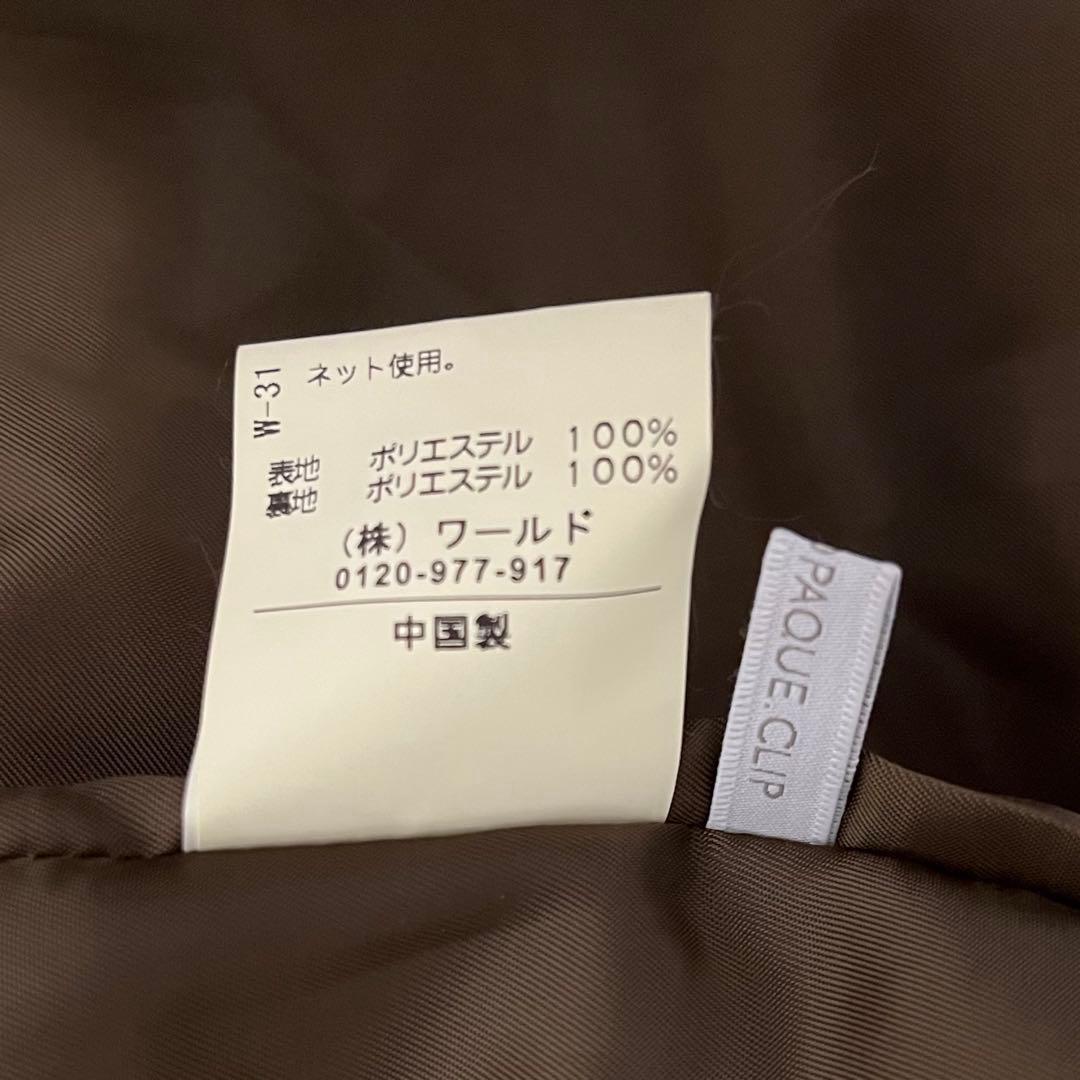 W-31
ネット使用。
表地 ポリエステル 100%
裏地 ポリエステル 100%
(株) ワールド
0120-977-917
中国製
OPAQUE.CLIP